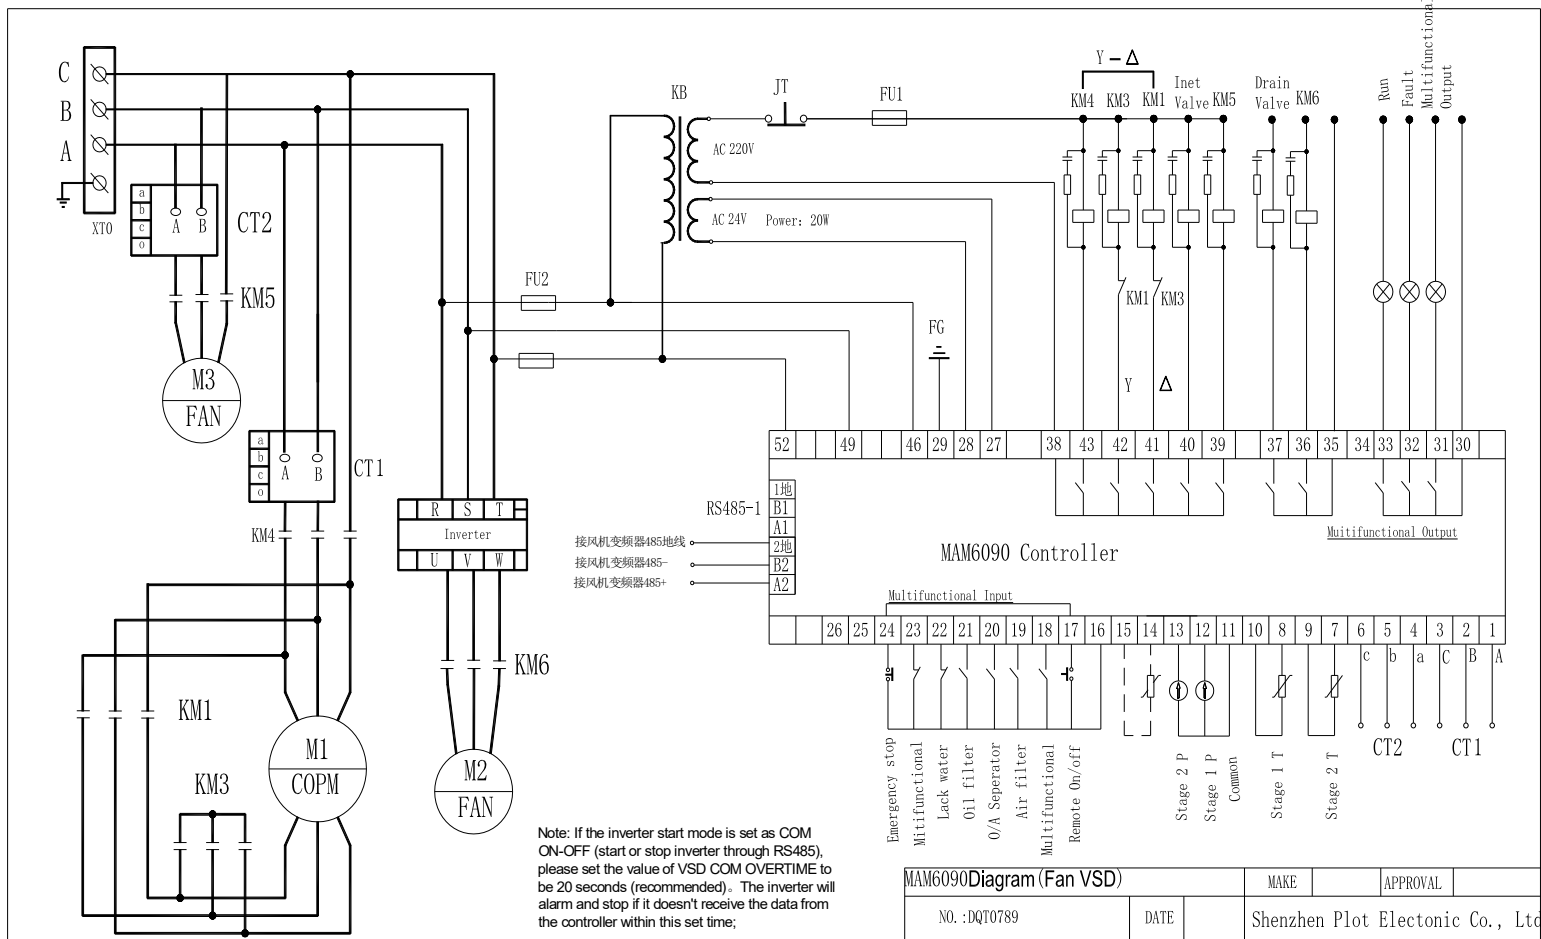 C
B
A
XT0
a
b
c
o
A B
CT2
KM5
M3
FAN
a
b
c
o
A B
CT1
KM4
KM1
KM3
M1
COPM
R S T
Inverter
U V W
KM6
M2
FAN
FU2
KB
JT
FU1
AC 220V
AC 24V Power: 20W
FG
Y - Δ
KM4 KM3 KM1 Inet Valve KM5
Drain Valve KM6
Run
Fault
Multifunctional
Output
KM1 KM3
Y Δ
52 49 46 29 28 27 38 43 42 41 40 39 37 36 35 34 33 32 31 30
RS485-1
1地
B1
A1
2地
B2
A2
接风机变频器485地线
接风机变频器485-
接风机变频器485+
MAM6090 Controller
Muitifunctional Output
Multifunctional Input
26 25 24 23 22 21 20 19 18 17 16 15 14 13 12 11 10 8 9 7 6 5 4 3 2 1
c b a C B A
CT2 CT1
Emergency stop
Mitifunctional
Lack water
Oil filter
O/A Seperator
Air filter
Multifunctional
Remote On/off
Stage 2 P
Stage 1 P
Common
Stage 1 T
Stage 2 T
Note: If the inverter start mode is set as COM
ON-OFF (start or stop inverter through RS485),
please set the value of VSD COM OVERTIME to
be 20 seconds (recommended)。The inverter will
alarm and stop if it doesn't receive the data from
the controller within this set time;
MAM6090Diagram(Fan VSD) MAKE APPROVAL
NO.:DQT0789 DATE Shenzhen Plot Electonic Co., Ltd